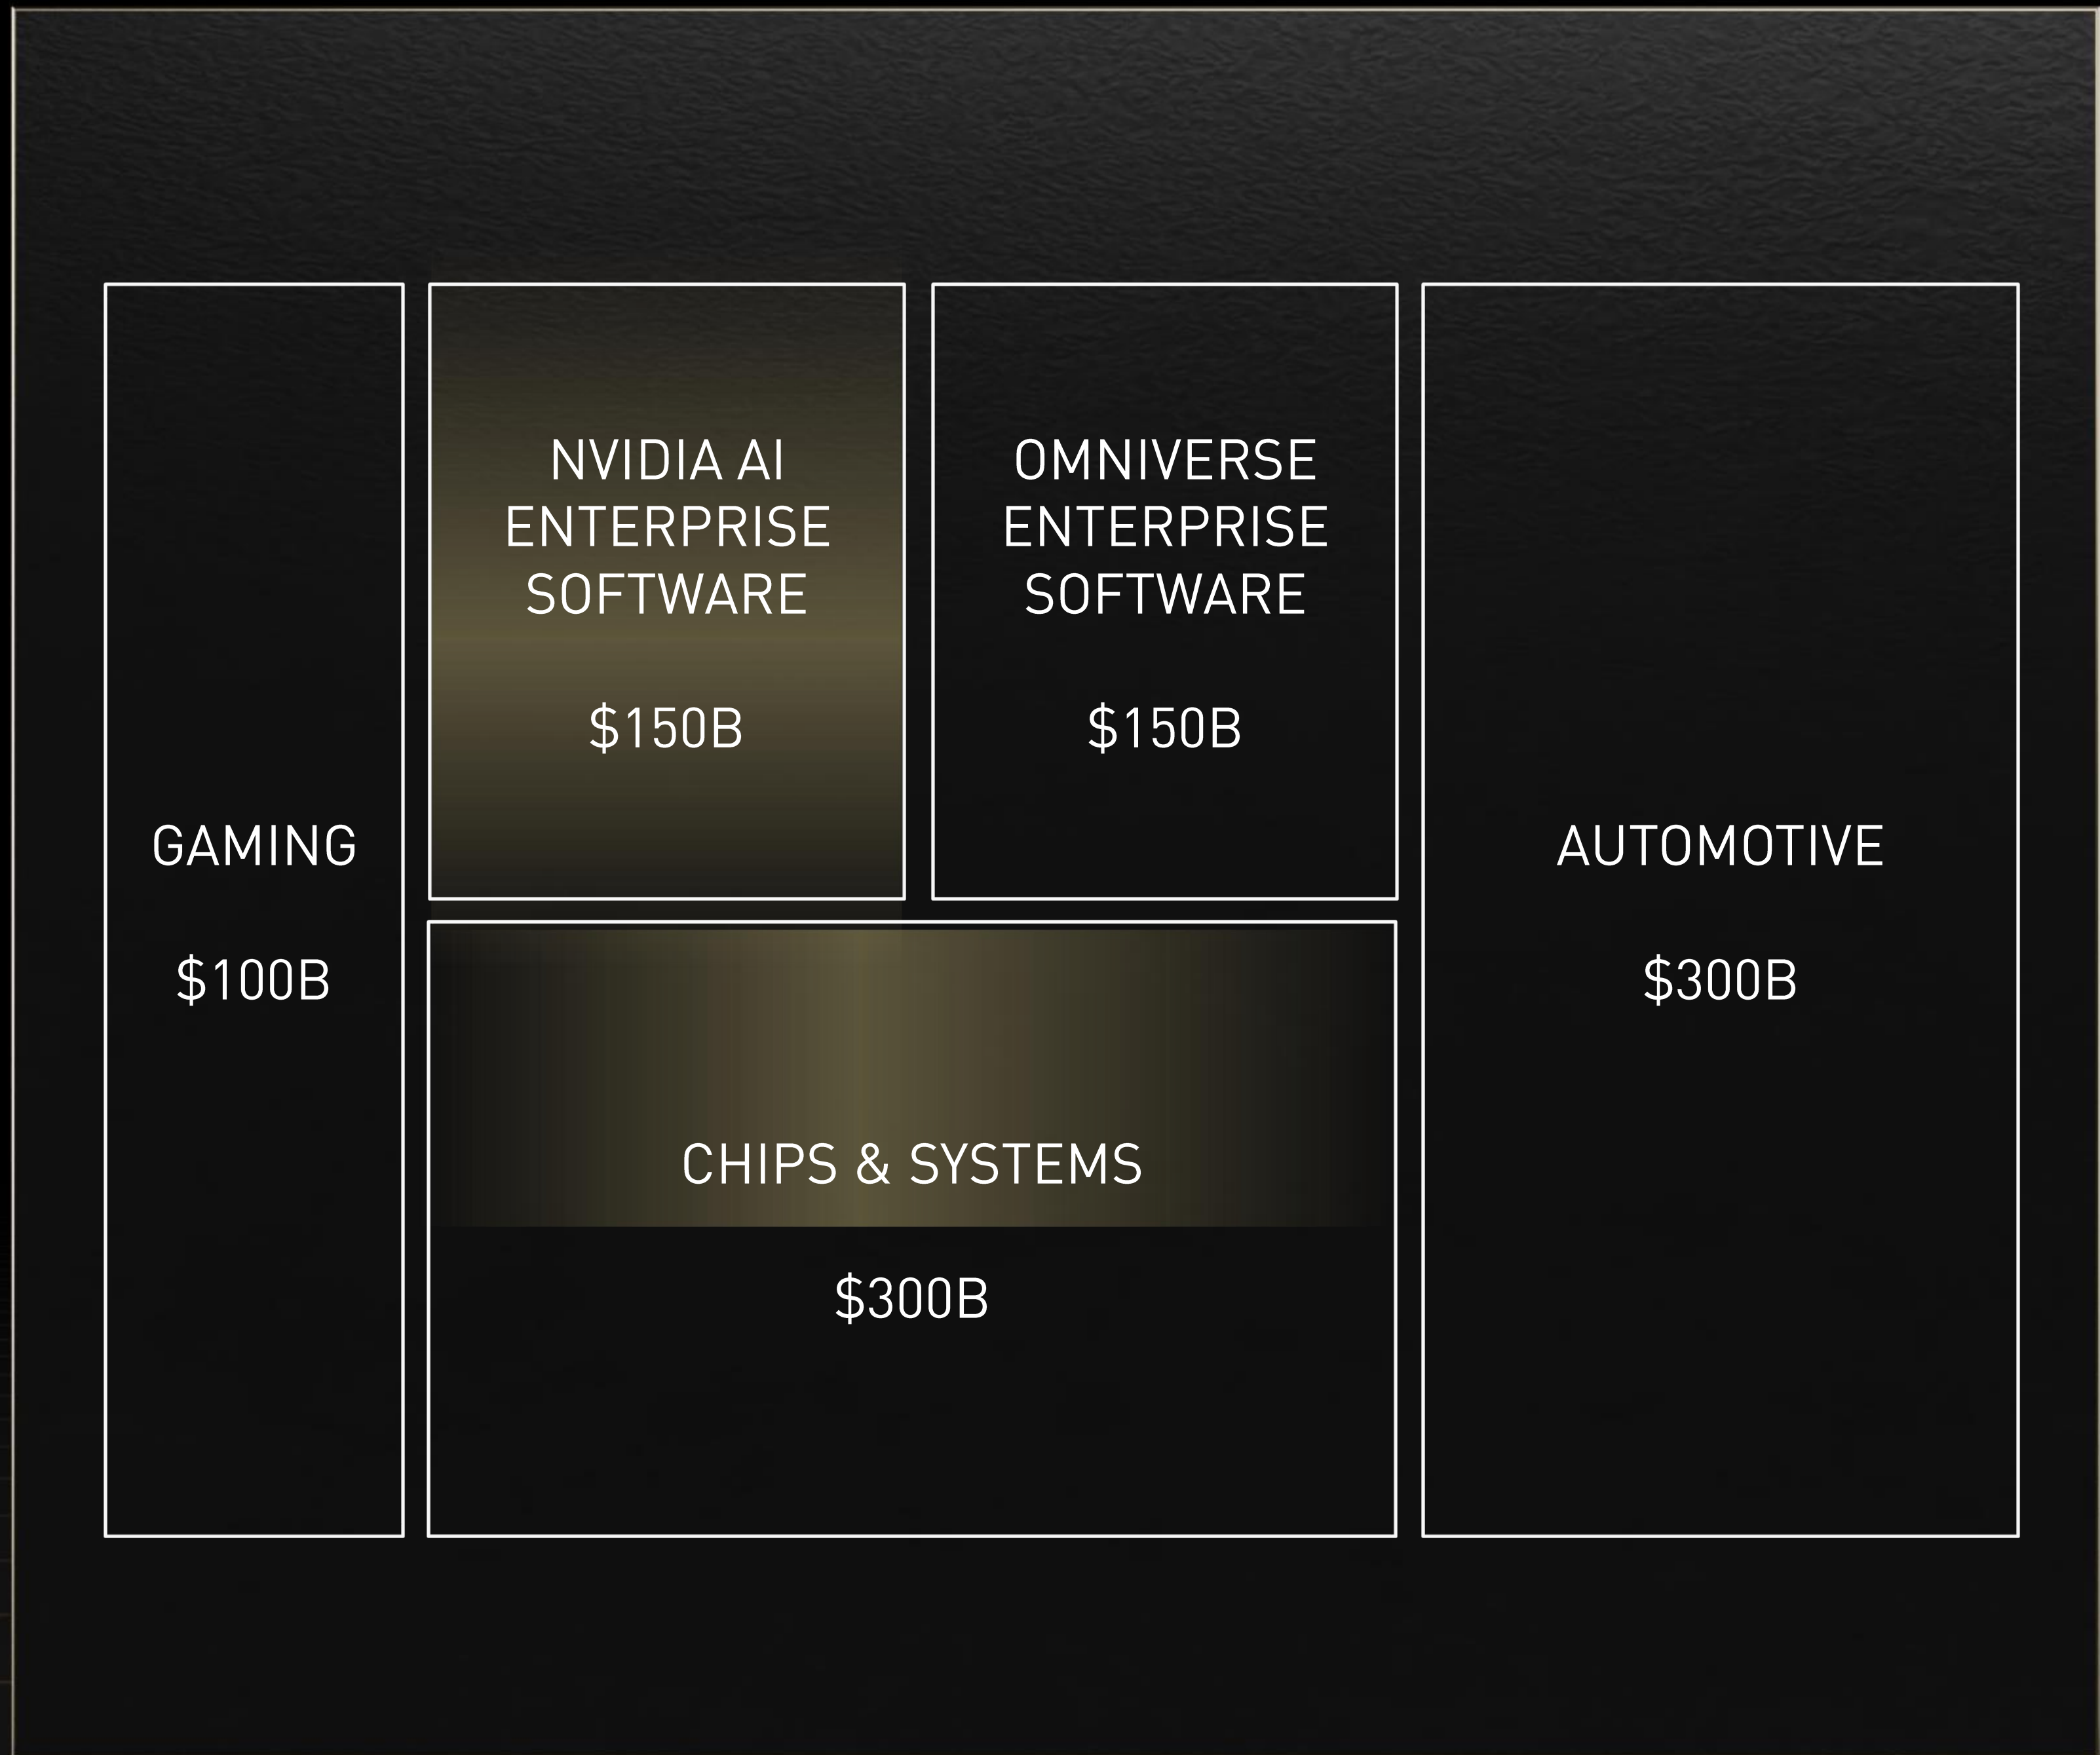 GAMING
$100B
NVIDIA AI
ENTERPRISE
SOFTWARE
$150B
OMNIVERSE
ENTERPRISE
SOFTWARE
$150B
CHIPS & SYSTEMS
$300B
AUTOMOTIVE
$300B